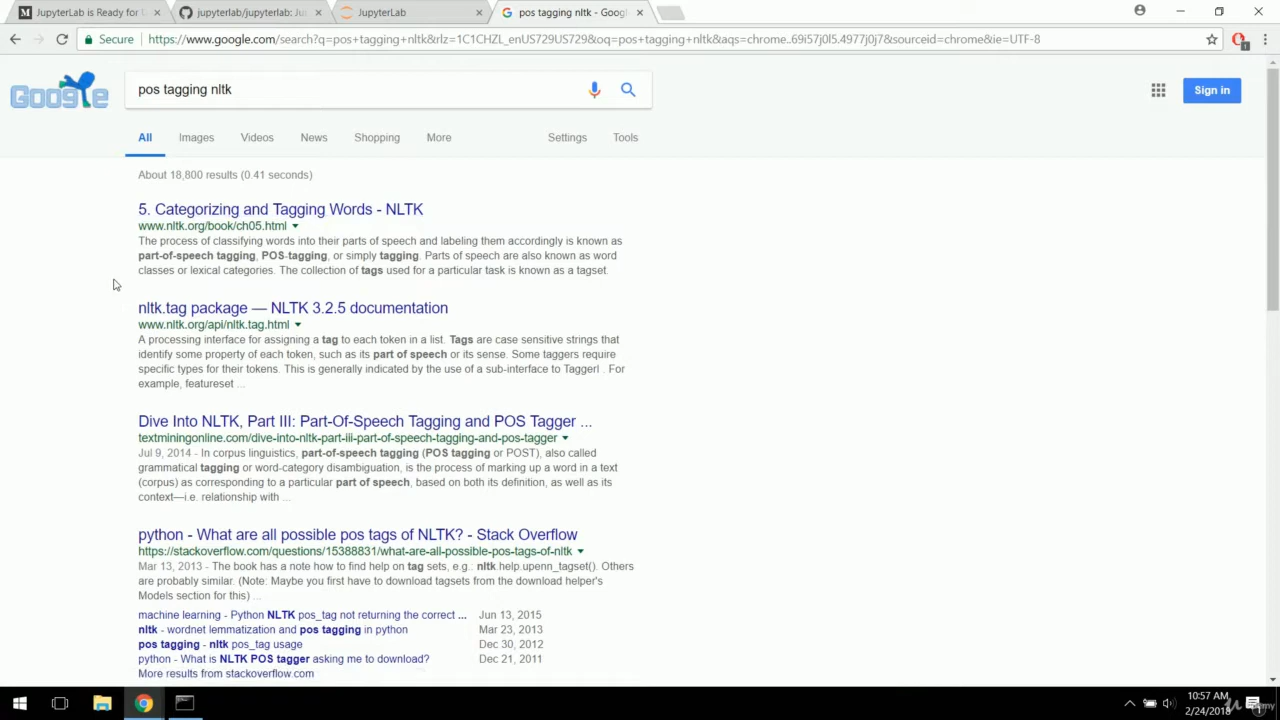 JupyterLab is Ready for U
jupyterlab/jupyterlab: Ju
JupyterLab
pos tagging nltk - Googl
Secure
https://www.google.com/search?q=pos+tagging+nltk&rlz=1C1CHZL_enUS729US729&oq=pos+tagging+nltk&aqs=chrome..69i57j0l5.4977j0j7&sourceid=chrome&ie=UTF-8
Google
pos tagging nltk
Sign in
All
Images
Videos
News
Shopping
More
Settings
Tools
About 18,800 results (0.41 seconds)
5. Categorizing and Tagging Words - NLTK
www.nltk.org/book/ch05.html
The process of classifying words into their parts of speech and labeling them accordingly is known as
part-of-speech tagging, POS-tagging, or simply tagging. Parts of speech are also known as word
classes or lexical categories. The collection of tags used for a particular task is known as a tagset.
nltk.tag package — NLTK 3.2.5 documentation
www.nltk.org/api/nltk.tag.html
A processing interface for assigning a tag to each token in a list. Tags are case sensitive strings that
identify some property of each token, such as its part of speech or its sense. Some taggers require
specific types for their tokens. This is generally indicated by the use of a sub-interface to TaggerI . For
example, featureset ...
Dive Into NLTK, Part III: Part-Of-Speech Tagging and POS Tagger ...
textminingonline.com/dive-into-nltk-part-iii-part-of-speech-tagging-and-pos-tagger
Jul 9, 2014 - In corpus linguistics, part-of-speech tagging (POS tagging or POST), also called
grammatical tagging or word-category disambiguation, is the process of marking up a word in a text
(corpus) as corresponding to a particular part of speech, based on both its definition, as well as its
context—i.e. relationship with ...
python - What are all possible pos tags of NLTK? - Stack Overflow
https://stackoverflow.com/questions/15388831/what-are-all-possible-pos-tags-of-nltk
Mar 13, 2013 - The book has a note how to find help on tag sets, e.g.: nltk.help.upenn_tagset(). Others
are probably similar. (Note: Maybe you first have to download tagsets from the download helper's
Models section for this) ...
machine learning - Python NLTK pos_tag not returning the correct ... Jun 13, 2015
nltk - wordnet lemmatization and pos tagging in python Mar 23, 2013
pos tagging - nltk pos_tag usage Dec 30, 2012
python - What is NLTK POS tagger asking me to download? Dec 21, 2011
More results from stackoverflow.com
10:57 AM
2/24/2018